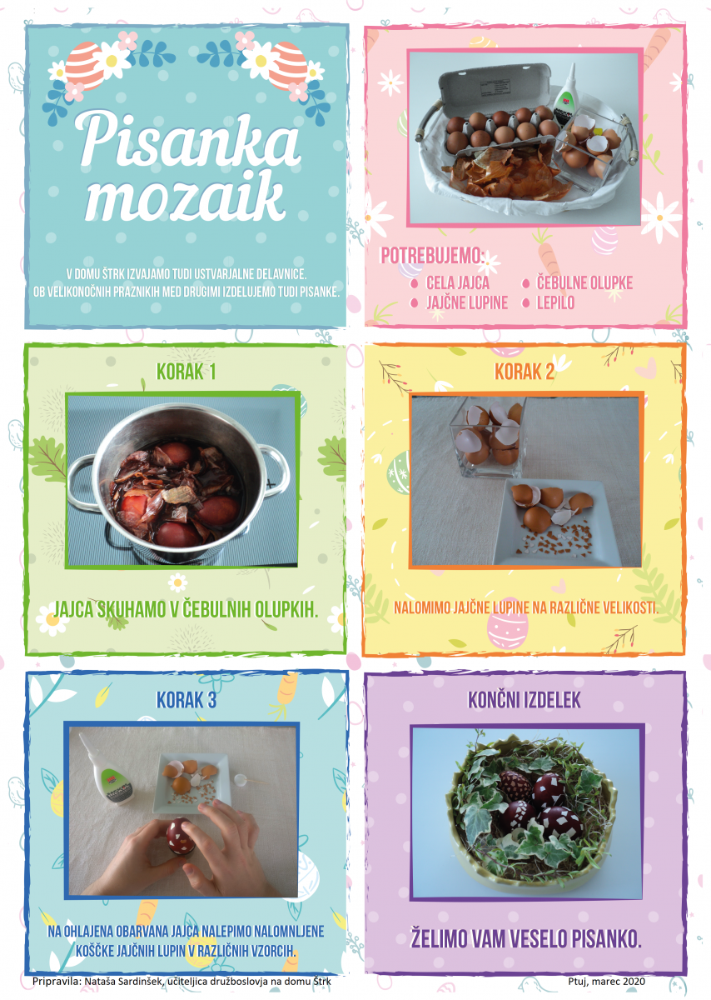 Pisanka
mozaik
V DOMU ŠTRK IZVAJAMO TUDI USTVARJALNE DELAVNICE.
OB VELIKONOČNIH PRAZNIKIH MED DRUGIMI IZDELUJEMO TUDI PISANKE.
POTREBUJEMO:
CELA JAJCA
JAJČNE LUPINE
ČEBULNE OLUPKE
LEPILO
KORAK 1
JAJCA SKUHAMO V ČEBULNIH OLUPKIH.
KORAK 2
NALOMIMO JAJČNE LUPINE NA RAZLIČNE VELIKOSTI.
KORAK 3
NA OHLAJENA OBARVANA JAJCA NALEPIMO NALOMNLJENE
KOŠČKE JAJČNIH LUPIN V RAZLIČNIH VZORCIH.
KONČNI IZDELEK
ŽELIMO VAM VESELO PISANKO.
Pripravila: Nataša Sardinšek, učiteljica družboslovja na domu Štrk
Ptuj, marec 2020